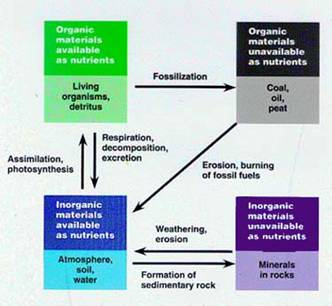 Organic
materials
available
as nutrients
Living
organisms,
detritus
Fossilization
Organic
materials
unavailable
as nutrients
Coal,
oil,
peat
Respiration,
decomposition,
excretion
Assimilation,
photosynthesis
Erosion, burning
of fossil fuels
Inorganic
materials
available
as nutrients
Atmosphere,
soil,
water
Weathering,
erosion
Formation of
sedimentary rock
Inorganic
materials
unavailable
as nutrients
Minerals
in rocks